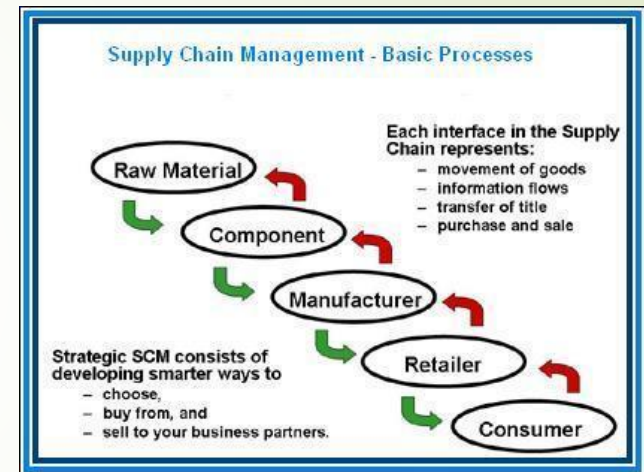 Supply Chain Management - Basic Processes
Each interface in the Supply
Chain represents:
– movement of goods
– information flows
– transfer of title
– purchase and sale
Raw Material
Component
Manufacturer
Retailer
Consumer
Strategic SCM consists of
developing smarter ways to
– choose,
– buy from, and
– sell to your business partners.